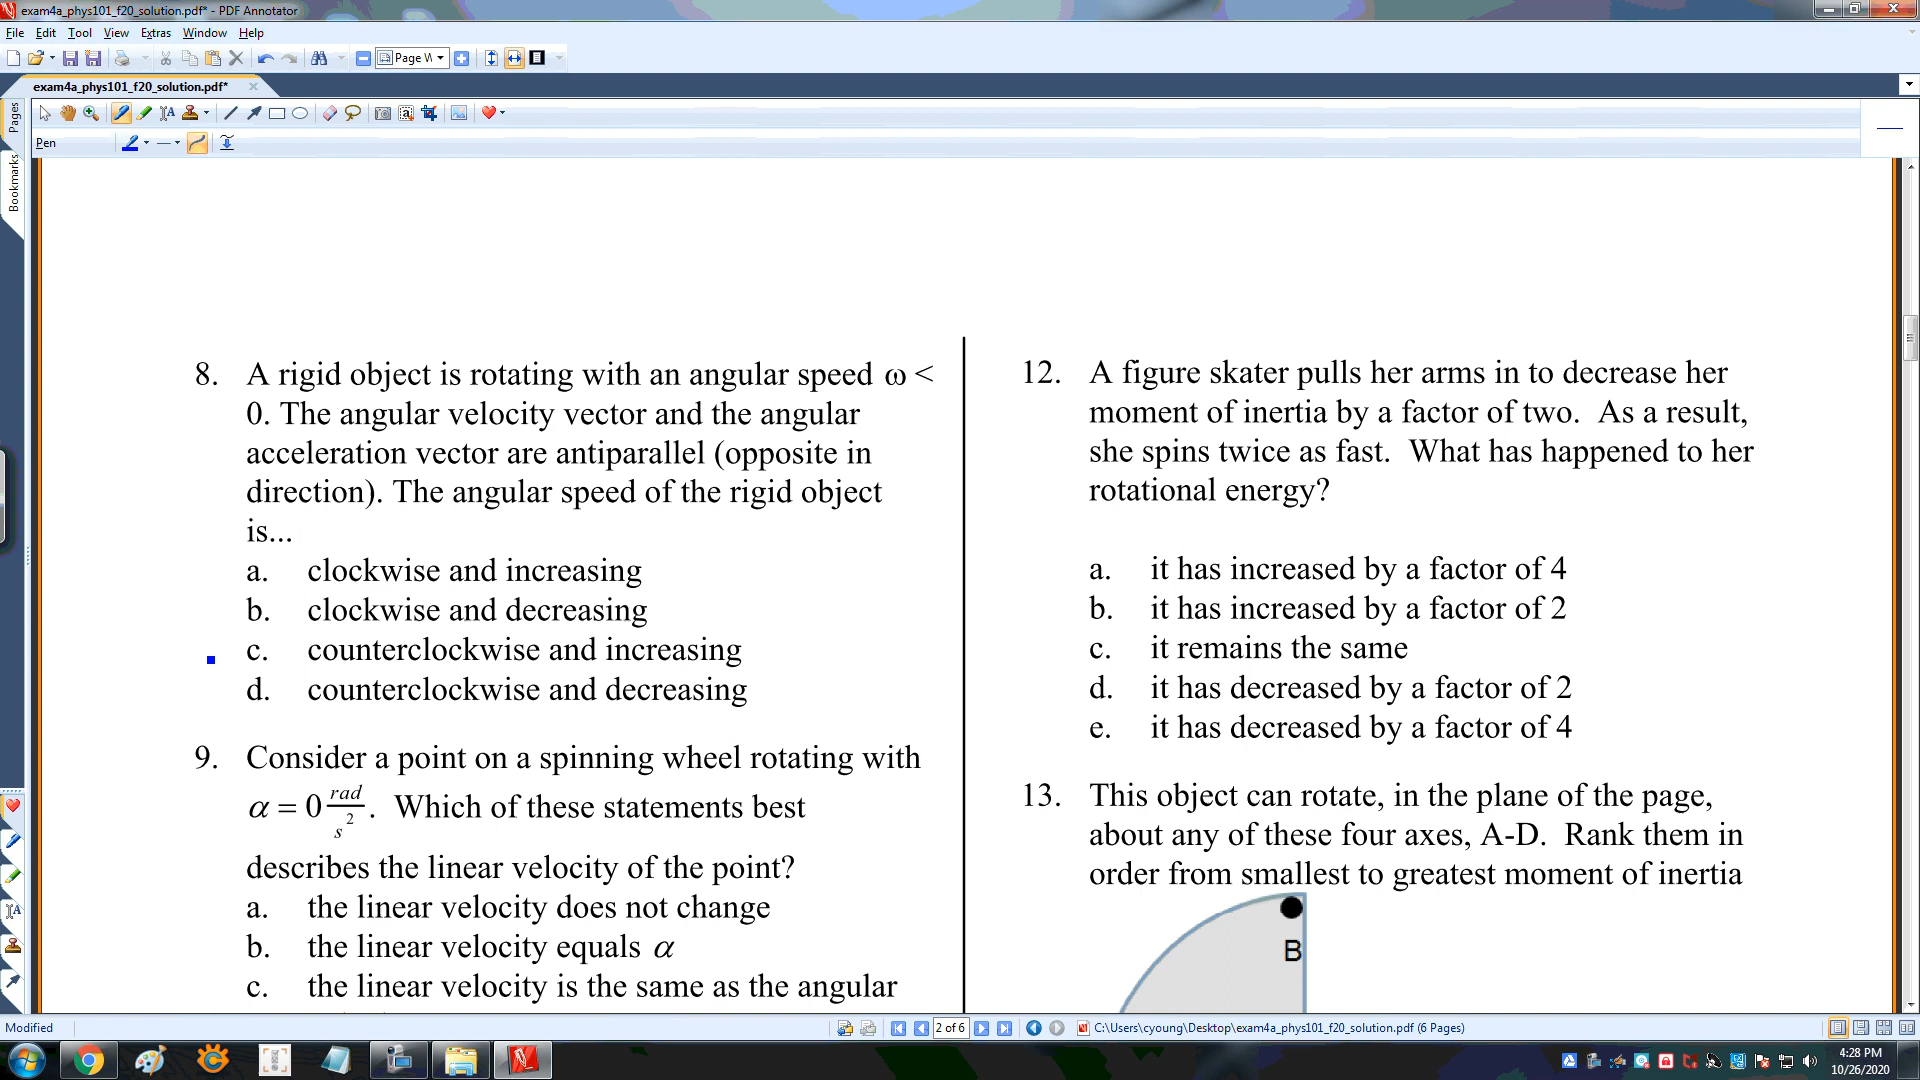 exam4a_phys101_f20_solution.pdf* - PDF Annotator
File Edit Tool View Extras Window Help
Page W
exam4a_phys101_f20_solution.pdf*
Pen
Pages
Bookmarks
8. A rigid object is rotating with an angular speed ω <
0. The angular velocity vector and the angular
acceleration vector are antiparallel (opposite in
direction). The angular speed of the rigid object
is...
a. clockwise and increasing
b. clockwise and decreasing
c. counterclockwise and increasing
d. counterclockwise and decreasing
9. Consider a point on a spinning wheel rotating with
α = 0 rad/s². Which of these statements best
describes the linear velocity of the point?
a. the linear velocity does not change
b. the linear velocity equals α
c. the linear velocity is the same as the angular
12. A figure skater pulls her arms in to decrease her
moment of inertia by a factor of two. As a result,
she spins twice as fast. What has happened to her
rotational energy?
a. it has increased by a factor of 4
b. it has increased by a factor of 2
c. it remains the same
d. it has decreased by a factor of 2
e. it has decreased by a factor of 4
13. This object can rotate, in the plane of the page,
about any of these four axes, A-D. Rank them in
order from smallest to greatest moment of inertia
B
Modified
2 of 6
C:\Users\cyoung\Desktop\exam4a_phys101_f20_solution.pdf (6 Pages)
4:28 PM
10/26/2020